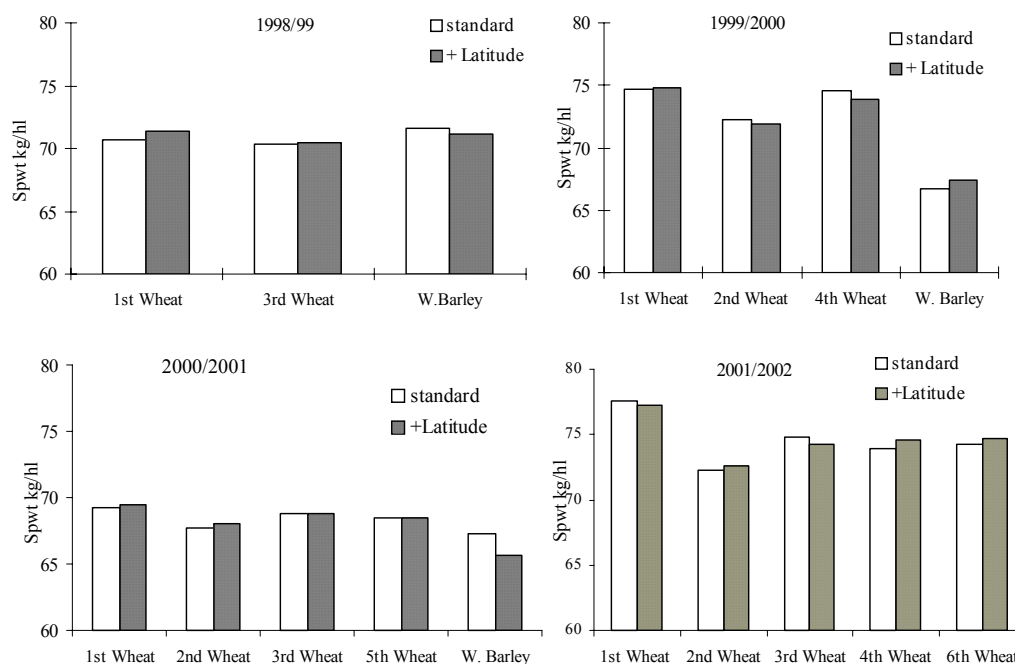 1998/99
standard
+ Latitude
Spwt kg/hl
80
75
70
65
60
1st Wheat 3rd Wheat W.Barley
1999/2000
standard
+ Latitude
Spwt kg/hl
80
75
70
65
60
1st Wheat 2nd Wheat 4th Wheat W. Barley
2000/2001
standard
+Latitude
Spwt kg/hl
80
75
70
65
60
1st Wheat 2nd Wheat 3rd Wheat 5th Wheat W. Barley
2001/2002
standard
+Latitude
Spwt kg/hl
80
75
70
65
60
1st Wheat 2nd Wheat 3rd Wheat 4th Wheat 6th Wheat